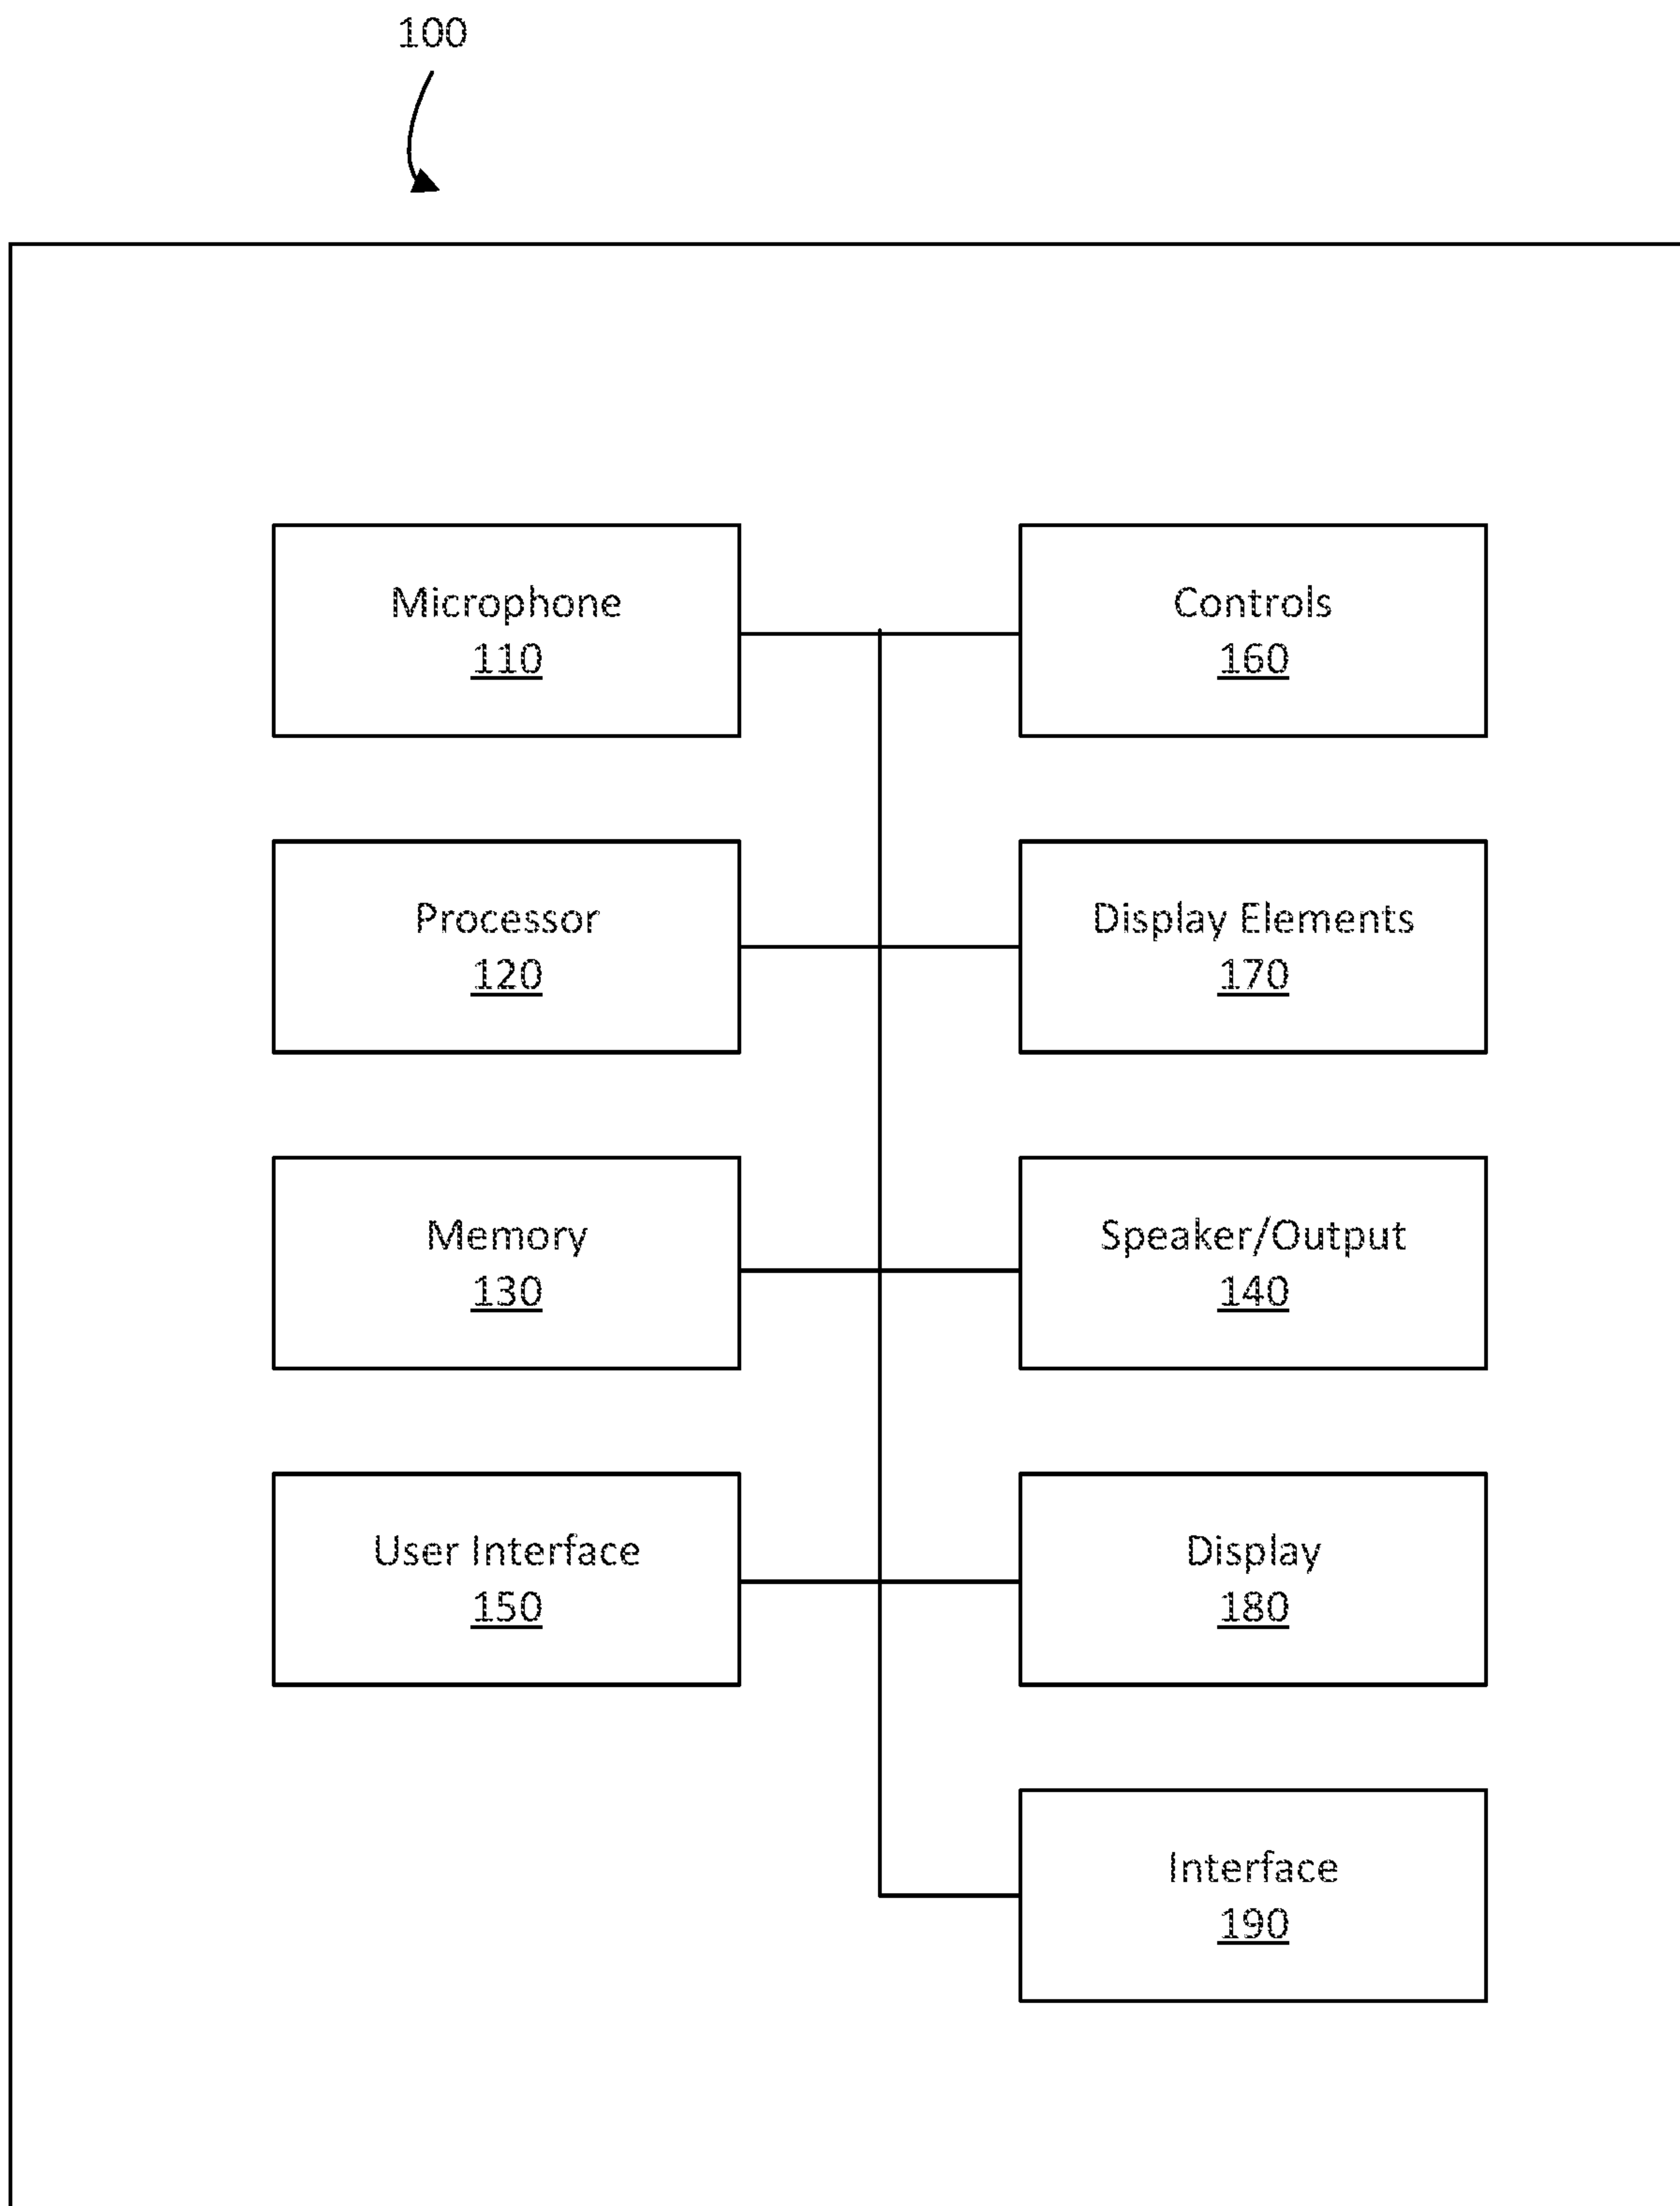 100
Microphone
110
Controls
160
Processor
120
Display Elements
170
Memory
130
Speaker/Output
140
User Interface
150
Display
180
Interface
190